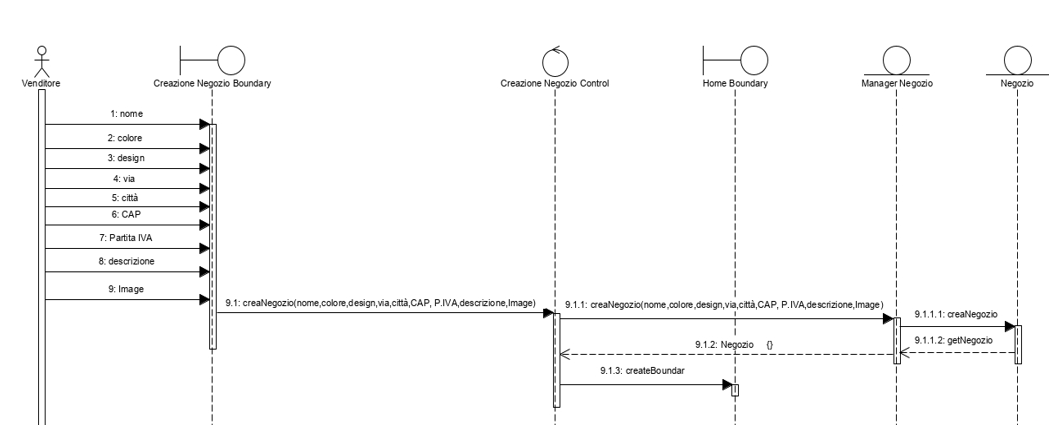 Venditore
Creazione Negozio Boundary
Creazione Negozio Control
Home Boundary
Manager Negozio
Negozio
1: nome
2: colore
3: design
4: via
5: città
6: CAP
7: Partita IVA
8: descrizione
9: Image
9.1: creaNegozio(nome,colore,design,via,città,CAP, P.IVA,descrizione,Image)
9.1.1: creaNegozio(nome,colore,design,via,città,CAP, P.IVA,descrizione,Image)
9.1.1.1: creaNegozio
9.1.1.2: getNegozio
9.1.2: Negozio {}
9.1.3: createBoundar